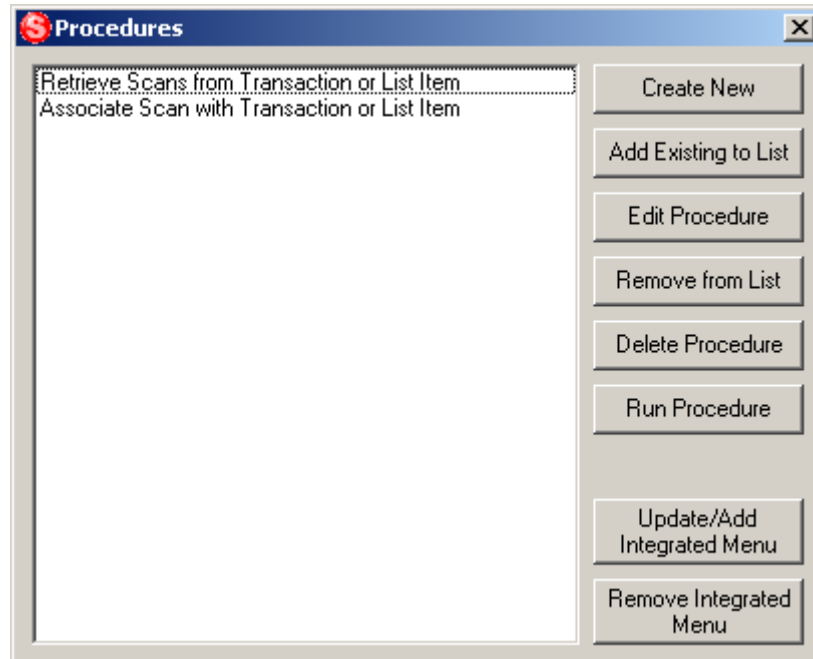 S Procedures
Retrieve Scans from Transaction or List Item
Associate Scan with Transaction or List Item
Create New
Add Existing to List
Edit Procedure
Remove from List
Delete Procedure
Run Procedure
Update/Add
Integrated Menu
Remove Integrated
Menu